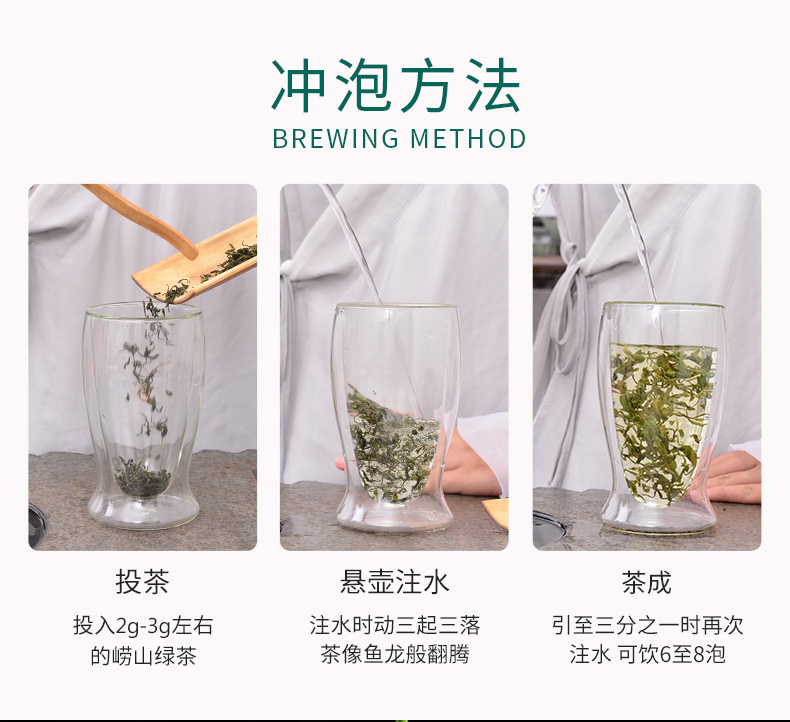 冲泡方法
BREWING METHOD
投茶
投入2g-3g左右
的崂山绿茶
悬壶注水
注水时动三起三落
茶像鱼龙般翻腾
茶成
引至三分之一时再次
注水 可饮6至8泡